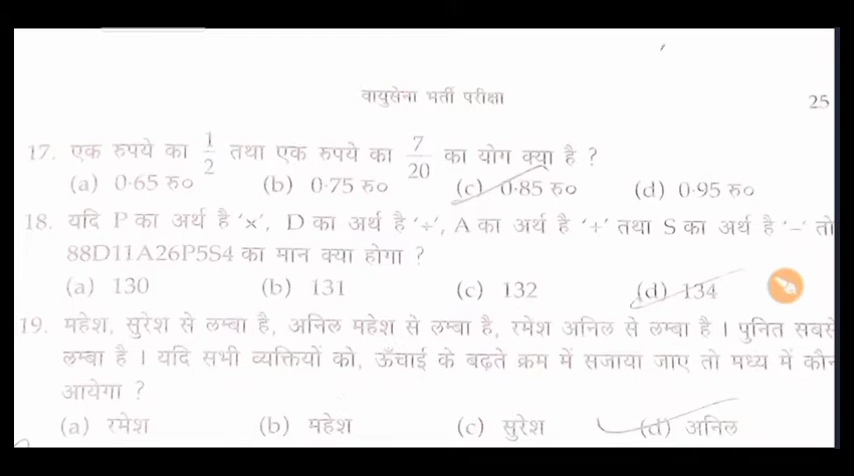 वायुसेना भर्ती परीक्षा 25
17. एक रुपये का 1/2 तथा एक रुपये का 7/20 का योग क्या है ?
(a) 0·65 रु० (b) 0·75 रु० (c) 0·85 रु० (d) 0·95 रु०
18. यदि P का अर्थ है ‘×’, D का अर्थ है ‘÷’, A का अर्थ है ‘+’ तथा S का अर्थ है ‘−’ तो
88D11A26P5S4 का मान क्या होगा ?
(a) 130 (b) 131 (c) 132 (d) 134
19. महेश, सुरेश से लम्बा है, अनिल महेश से लम्बा है, रमेश अनिल से लम्बा है । पुनित सबसे
लम्बा है । यदि सभी व्यक्तियों को, ऊँचाई के बढ़ते क्रम में सजाया जाए तो मध्य में कौन
आयेगा ?
(a) रमेश (b) महेश (c) सुरेश (d) अनिल